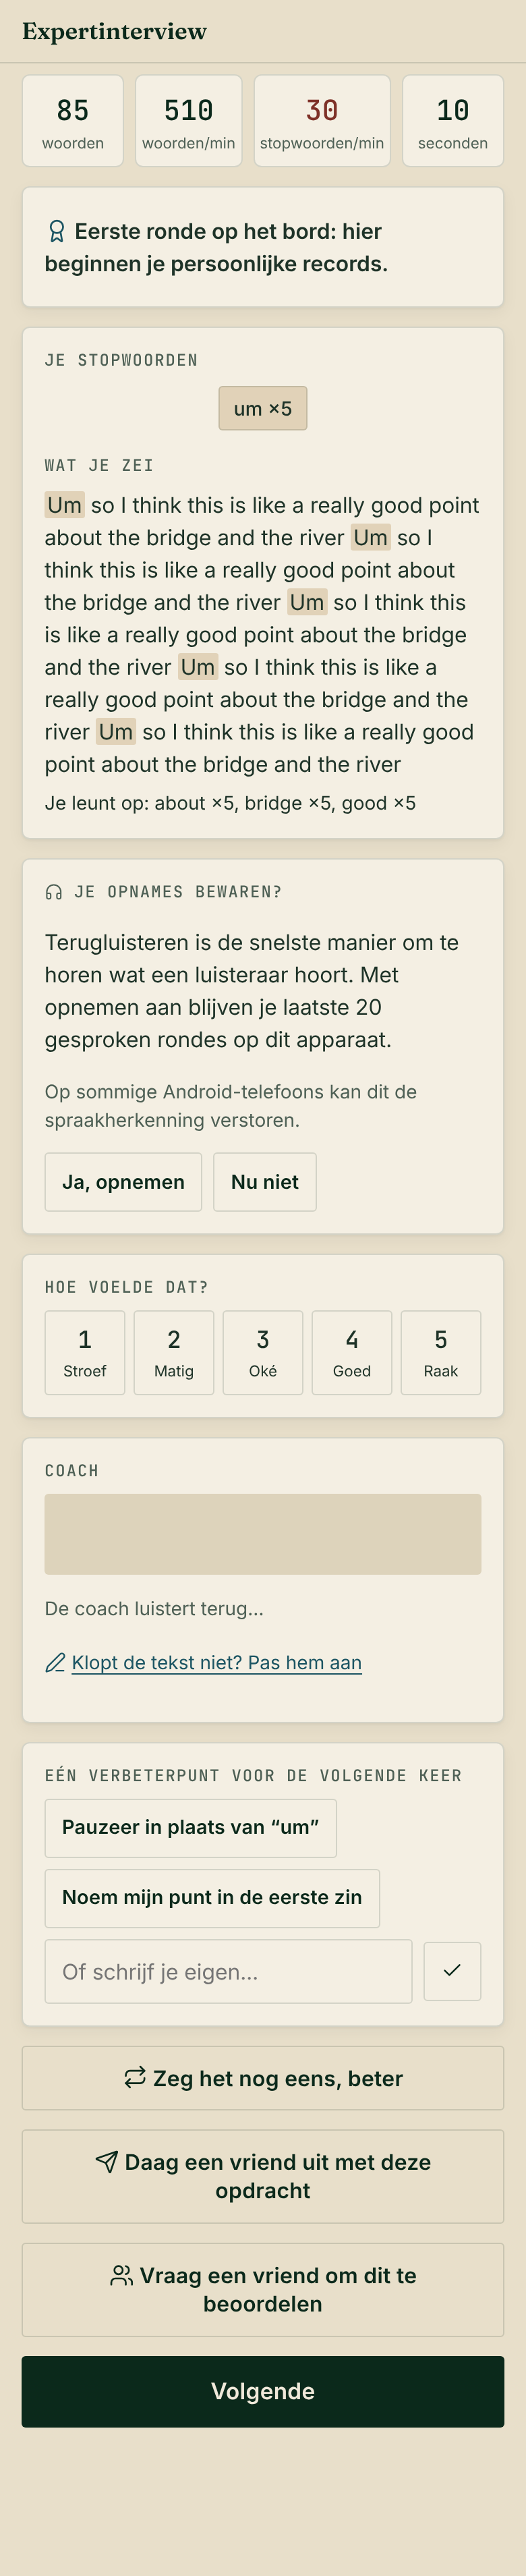 Expertinterview
85
woorden
510
woorden/min
30
stopwoorden/min
10
seconden
Eerste ronde op het bord: hier
beginnen je persoonlijke records.
JE STOPWOORDEN
um ×5
WAT JE ZEI
Um so I think this is like a really good point
about the bridge and the river Um so I
think this is like a really good point about
the bridge and the river Um so I think this
is like a really good point about the bridge
and the river Um so I think this is like a
really good point about the bridge and the
river Um so I think this is like a really good
point about the bridge and the river
Je leunt op: about ×5, bridge ×5, good ×5
JE OPNAMES BEWAREN?
Terugluisteren is de snelste manier om te
horen wat een luisteraar hoort. Met
opnemen aan blijven je laatste 20
gesproken rondes op dit apparaat.
Op sommige Android-telefoons kan dit de
spraakherkenning verstoren.
Ja, opnemen
Nu niet
HOE VOELDE DAT?
1
Stroef
2
Matig
3
Oké
4
Goed
5
Raak
COACH
De coach luistert terug...
Klopt de tekst niet? Pas hem aan
EÉN VERBETERPUNT VOOR DE VOLGENDE KEER
Pauzeer in plaats van “um”
Noem mijn punt in de eerste zin
Of schrijf je eigen...
Zeg het nog eens, beter
Daag een vriend uit met deze
opdracht
Vraag een vriend om dit te
beoordelen
Volgende